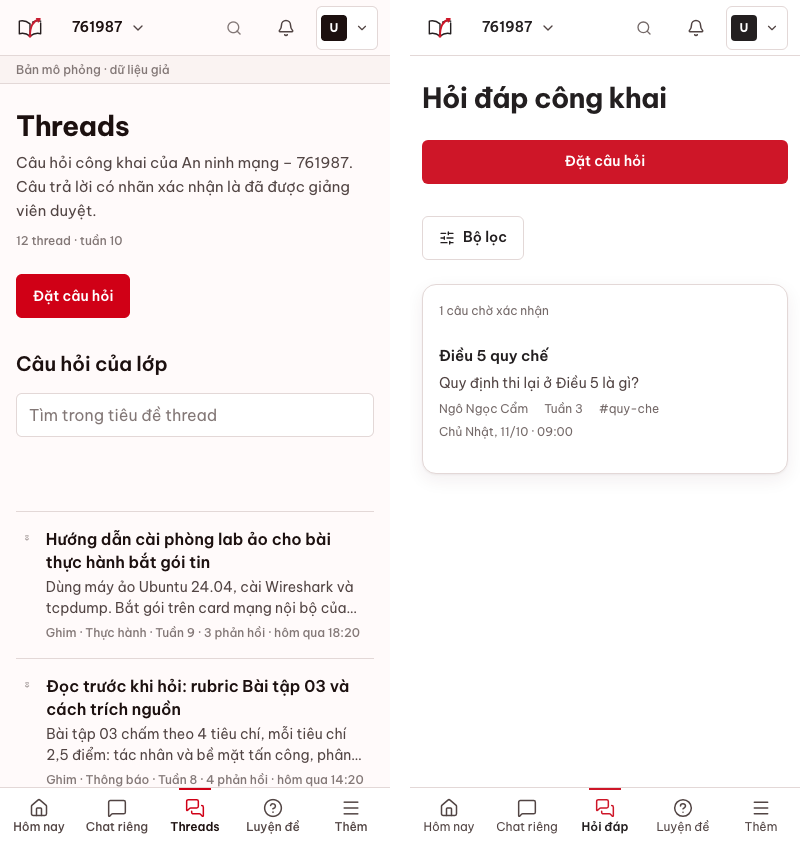 761987
U
Bản mô phỏng · dữ liệu giả
Threads
Câu hỏi công khai của An ninh mạng – 761987.
Câu trả lời có nhãn xác nhận là đã được giảng
viên duyệt.
12 thread · tuần 10
Đặt câu hỏi
Câu hỏi của lớp
Tìm trong tiêu đề thread
Hướng dẫn cài phòng lab ảo cho bài
thực hành bắt gói tin
Dùng máy ảo Ubuntu 24.04, cài Wireshark và
tcpdump. Bắt gói trên card mạng nội bộ của...
Ghim · Thực hành · Tuần 9 · 3 phản hồi · hôm qua 18:20
Đọc trước khi hỏi: rubric Bài tập 03 và
cách trích nguồn
Bài tập 03 chấm theo 4 tiêu chí, mỗi tiêu chí
2,5 điểm: tác nhân và bề mặt tấn công, phân...
Ghim · Thông báo · Tuần 8 · 4 phản hồi · hôm qua 14:20
Hôm nay
Chat riêng
Threads
Luyện đề
Thêm
761987
U
Hỏi đáp công khai
Đặt câu hỏi
Bộ lọc
1 câu chờ xác nhận
Điều 5 quy chế
Quy định thi lại ở Điều 5 là gì?
Ngô Ngọc Cẩm Tuần 3 #quy-che
Chủ Nhật, 11/10 · 09:00
Hôm nay
Chat riêng
Hỏi đáp
Luyện đề
Thêm